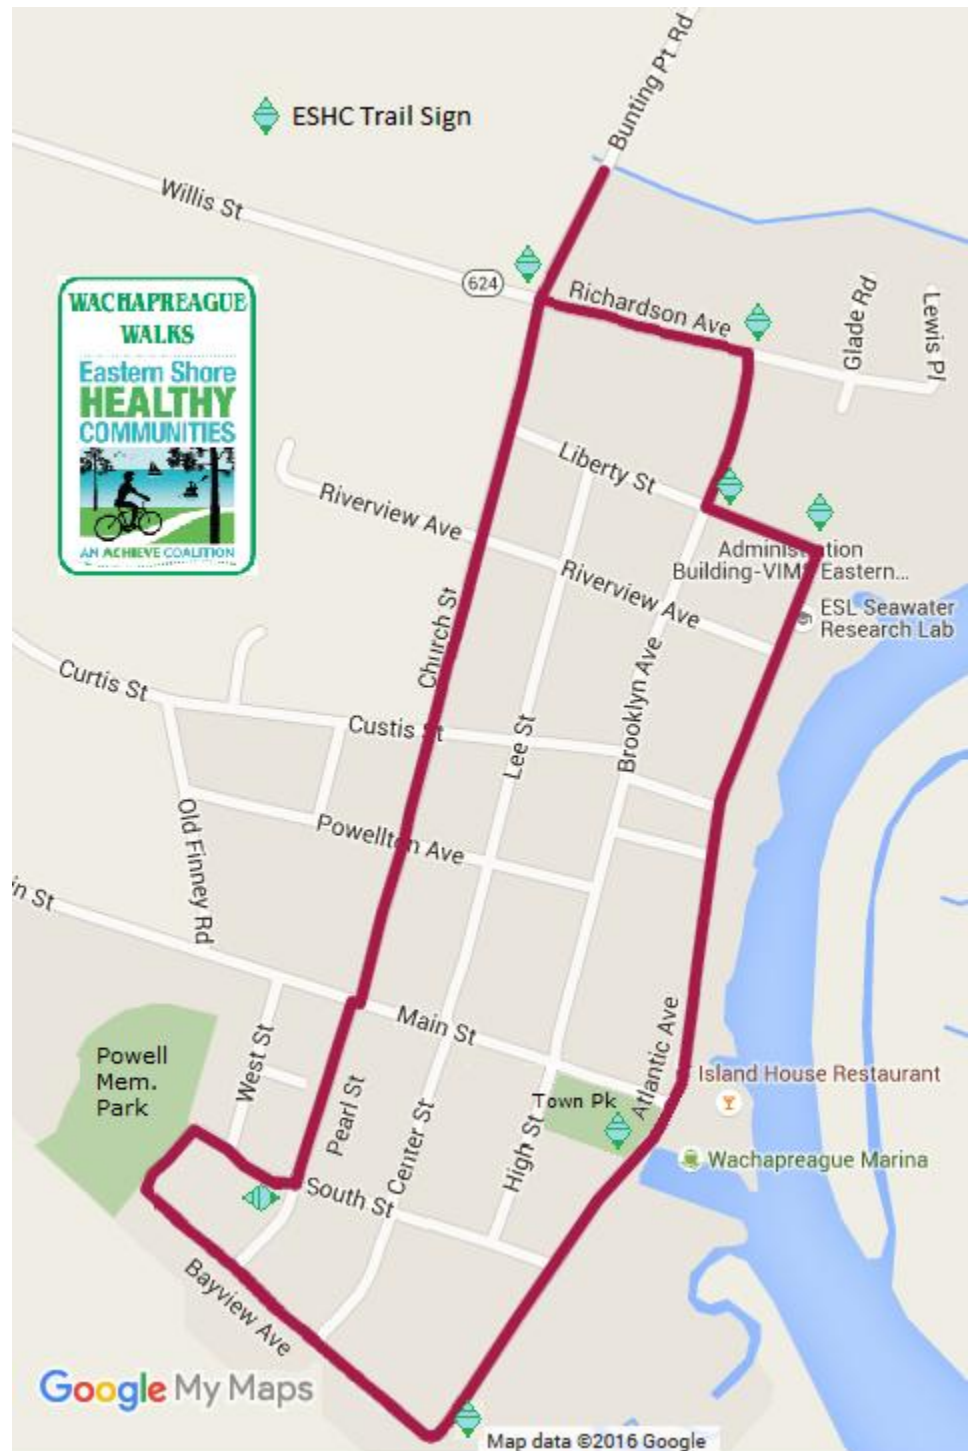 Bunting Pt Rd
ESHC Trail Sign
Willis St
624
Richardson Ave
Glade Rd
Lewis Pl
WACHAPREAGUE
WALKS
Eastern Shore
HEALTHY
COMMUNITIES
AN ACHIEVE COALITION
Liberty St
Riverview Ave
Administration
Building-VIMS Eastern...
Riverview Ave
ESL Seawater
Research Lab
Church St
Curtis St
Custis St
Lee St
Brooklyn Ave
Old Finney Rd
Powellton Ave
in St
Main St
Atlantic Ave
Powell
Mem.
Park
West St
Pearl St
Island House Restaurant
Town Pk
Center St
High St
Wachapreague Marina
South St
Bayview Ave
Google My Maps
Map data ©2016 Google